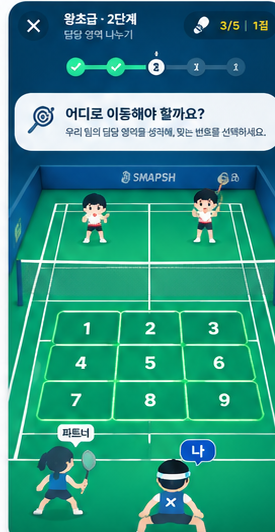 왕초급 · 2단계
담당 영역 나누기
3/5 | 1점
2
1
1
어디로 이동해야 할까요?
우리 팀의 담당 영역을 생각해, 맞는 번호를 선택하세요.
SMAPSH
1 2 3
4 5 6
7 8 9
파트너
나